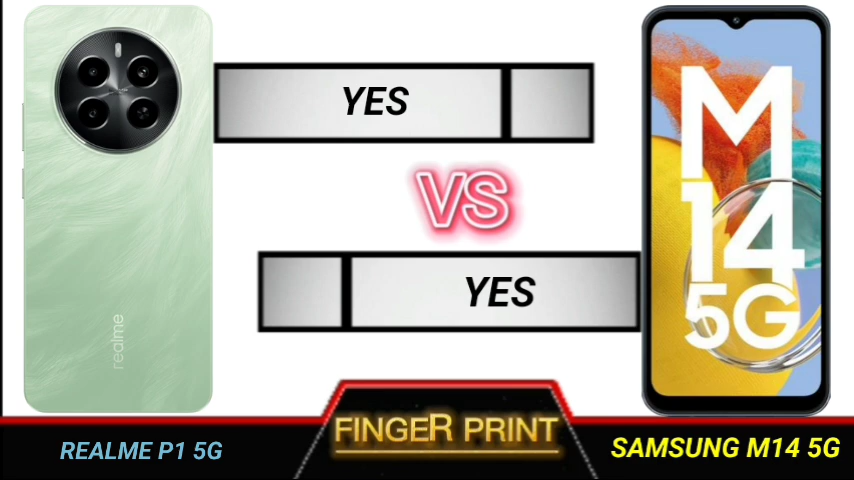 YES
VS
YES
realme
M
14
5G
FINGER PRINT
REALME P1 5G
SAMSUNG M14 5G